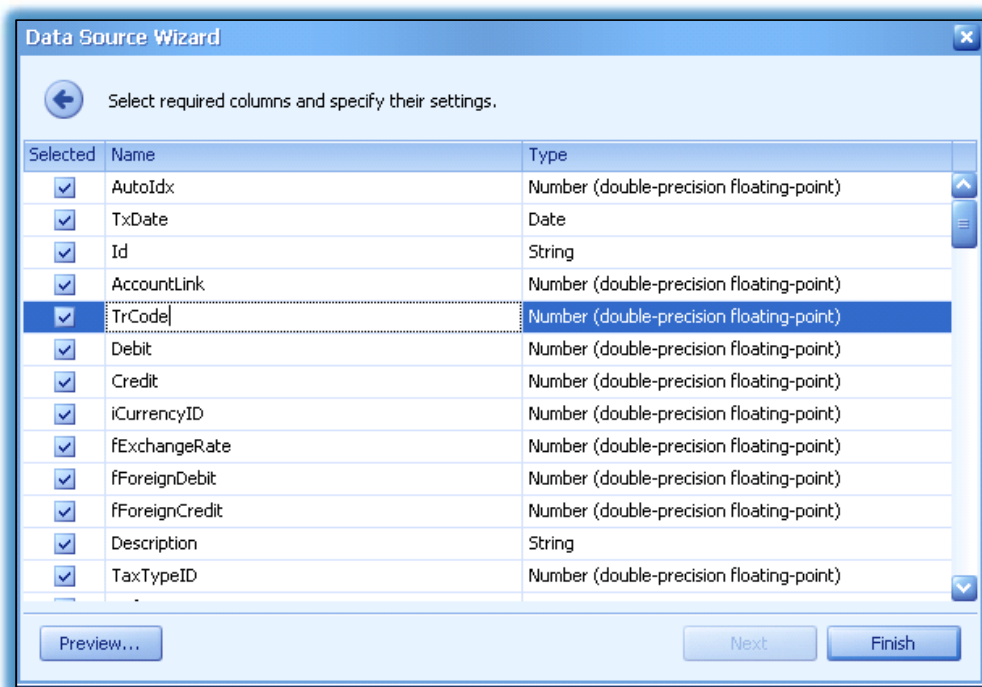 Data Source Wizard
Select required columns and specify their settings.
Selected Name Type
AutoIdx Number (double-precision floating-point)
TxDate Date
Id String
AccountLink Number (double-precision floating-point)
TrCode Number (double-precision floating-point)
Debit Number (double-precision floating-point)
Credit Number (double-precision floating-point)
iCurrencyID Number (double-precision floating-point)
fExchangeRate Number (double-precision floating-point)
fForeignDebit Number (double-precision floating-point)
fForeignCredit Number (double-precision floating-point)
Description String
TaxTypeID Number (double-precision floating-point)
Preview... Next Finish